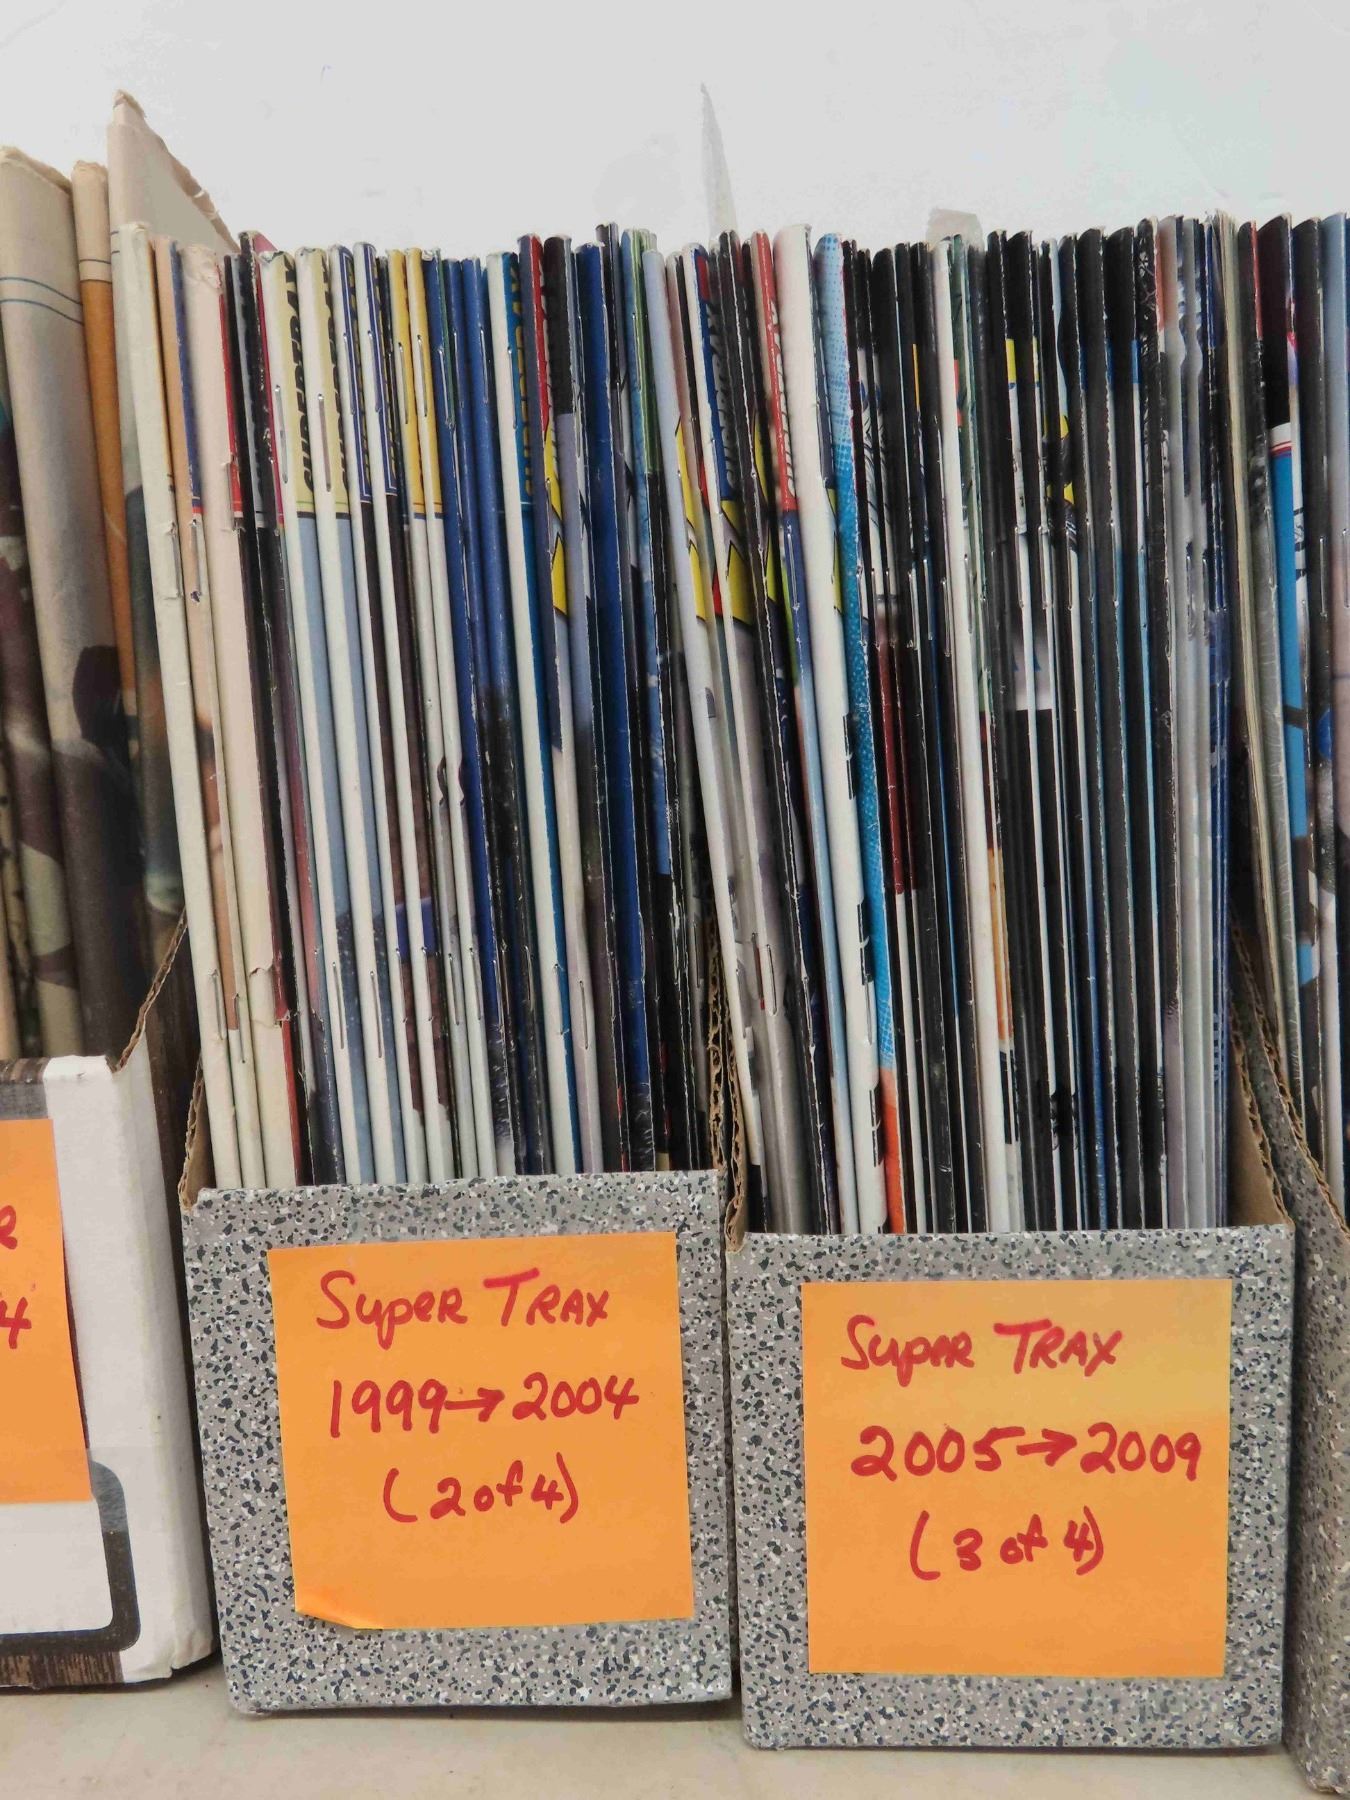 Super TRAX
1999→2004
(2 of 4)
Super TRAX
2005→2009
(3 of 4)